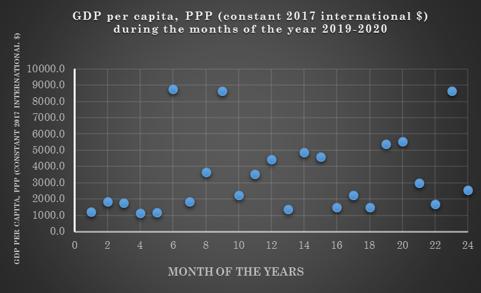 GDP per capita, PPP (constant 2017 international $)
during the months of the year 2019-2020
GDP PER CAPITA, PPP (CONSTANT 2017 INTERNATIONAL $)
10000.0
9000.0
8000.0
7000.0
6000.0
5000.0
4000.0
3000.0
2000.0
1000.0
0.0
0 2 4 6 8 10 12 14 16 18 20 22 24
MONTH OF THE YEARS